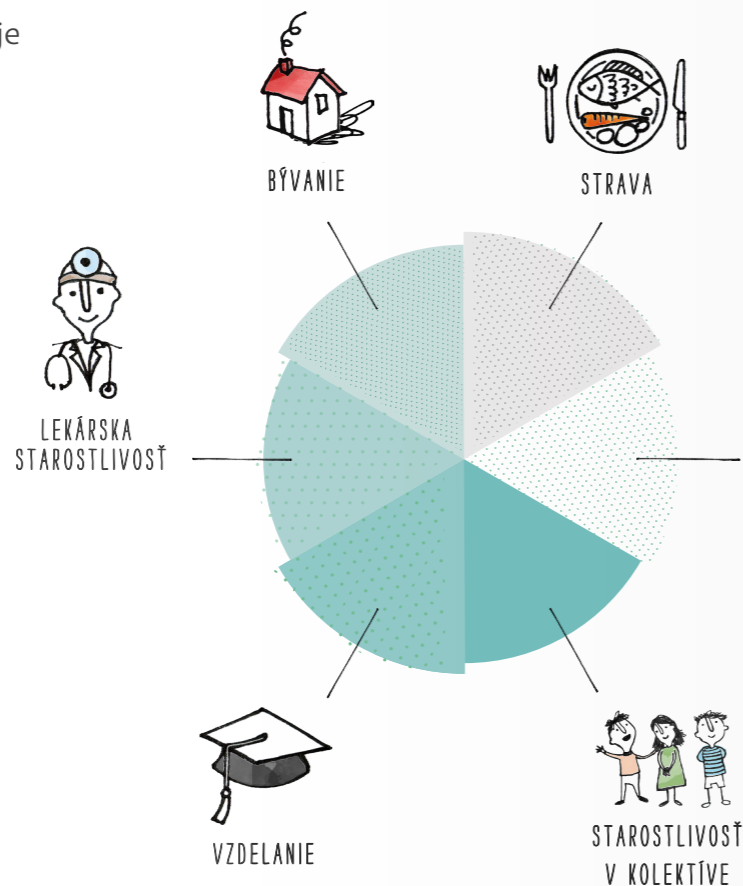 je
BÝVANIE
STRAVA
LEKÁRSKA
STAROSTLIVOSŤ
VZDELANIE
STAROSTLIVOSŤ
V KOLEKTÍVE